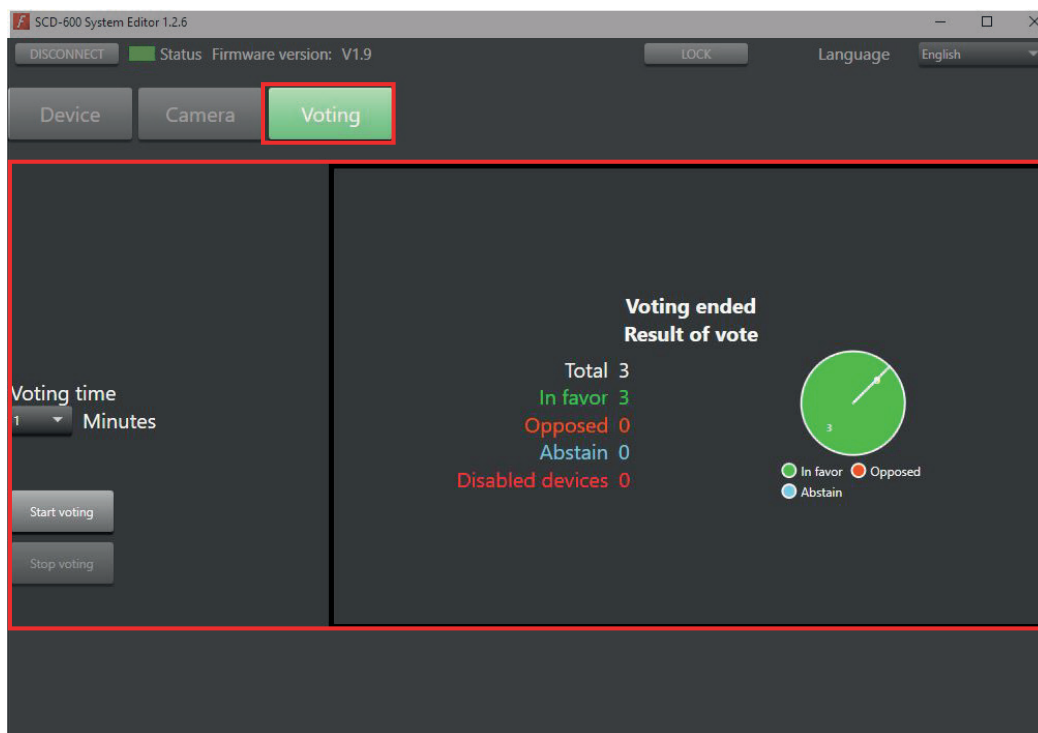 SCD-600 System Editor 1.2.6
DISCONNECT Status Firmware version: V1.9 LOCK Language English
Device Camera Voting
Voting ended
Result of vote
Total 3
In favor 3
Opposed 0
Abstain 0
Disabled devices 0
Voting time
1 Minutes
Start voting
Stop voting
3
In favor Opposed
Abstain